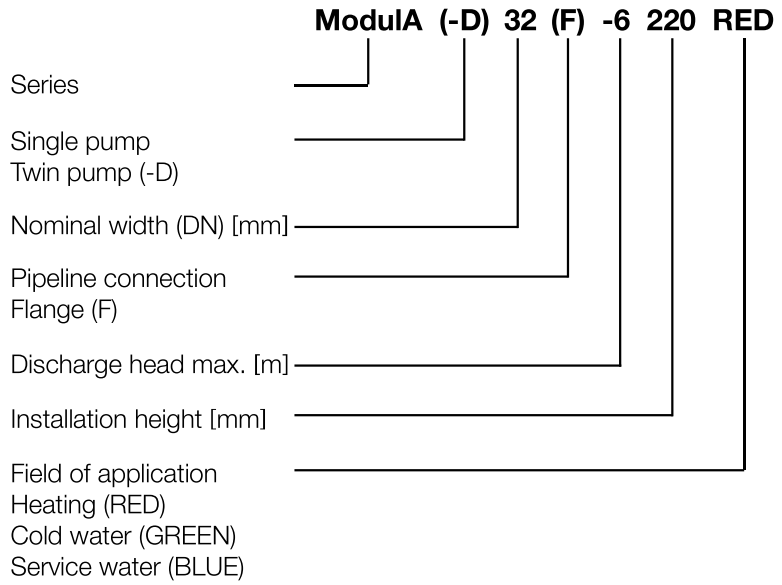 ModulA (-D) 32 (F) -6 220 RED
Series
Single pump
Twin pump (-D)
Nominal width (DN) [mm]
Pipeline connection
Flange (F)
Discharge head max. [m]
Installation height [mm]
Field of application
Heating (RED)
Cold water (GREEN)
Service water (BLUE)